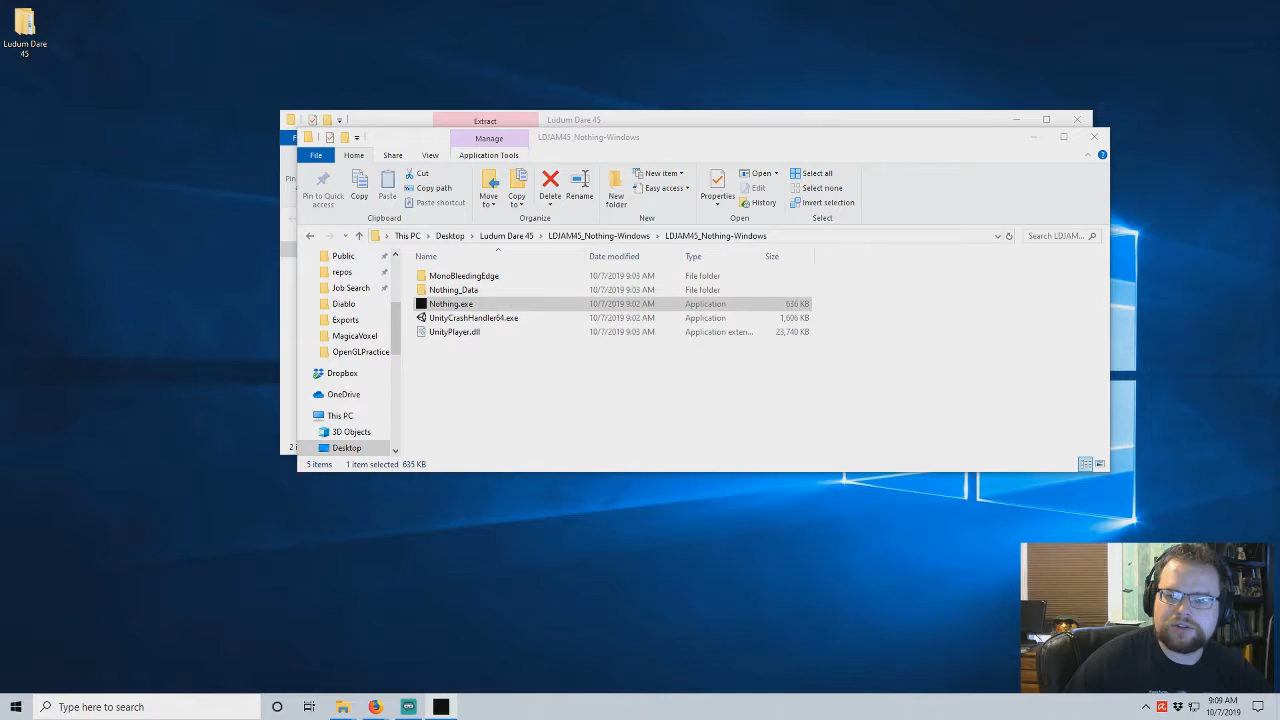 Ludum Dare
45
Extract
Ludum Dare 45
F
Manage
LDJAM45_Nothing-Windows
File
Home
Share
View
Application Tools
Pin
Pin to Quick
access
Copy
Paste
Cut
Copy path
Paste shortcut
Clipboard
Move
to
Copy
to
Delete
Rename
Organize
New
folder
New item
Easy access
New
Properties
Open
Edit
History
Open
Select all
Select none
Invert selection
Select
This PC
Desktop
Ludum Dare 45
LDJAM45_Nothing-Windows
LDJAM45_Nothing-Windows
Search LDJAM...
Name
Date modified
Type
Size
Public
repos
Job Search
Diablo
Exports
MagicaVoxel
OpenGLPractice
Dropbox
OneDrive
This PC
3D Objects
Desktop
MonoBleedingEdge 10/7/2019 9:03 AM File folder
Nothing_Data 10/7/2019 9:03 AM File folder
Nothing.exe 10/7/2019 9:02 AM Application 636 KB
UnityCrashHandler64.exe 10/7/2019 9:02 AM Application 1,606 KB
UnityPlayer.dll 10/7/2019 9:03 AM Application exten... 23,740 KB
2 i
5 items 1 item selected 635 KB
Type here to search
9:09 AM
10/7/2019